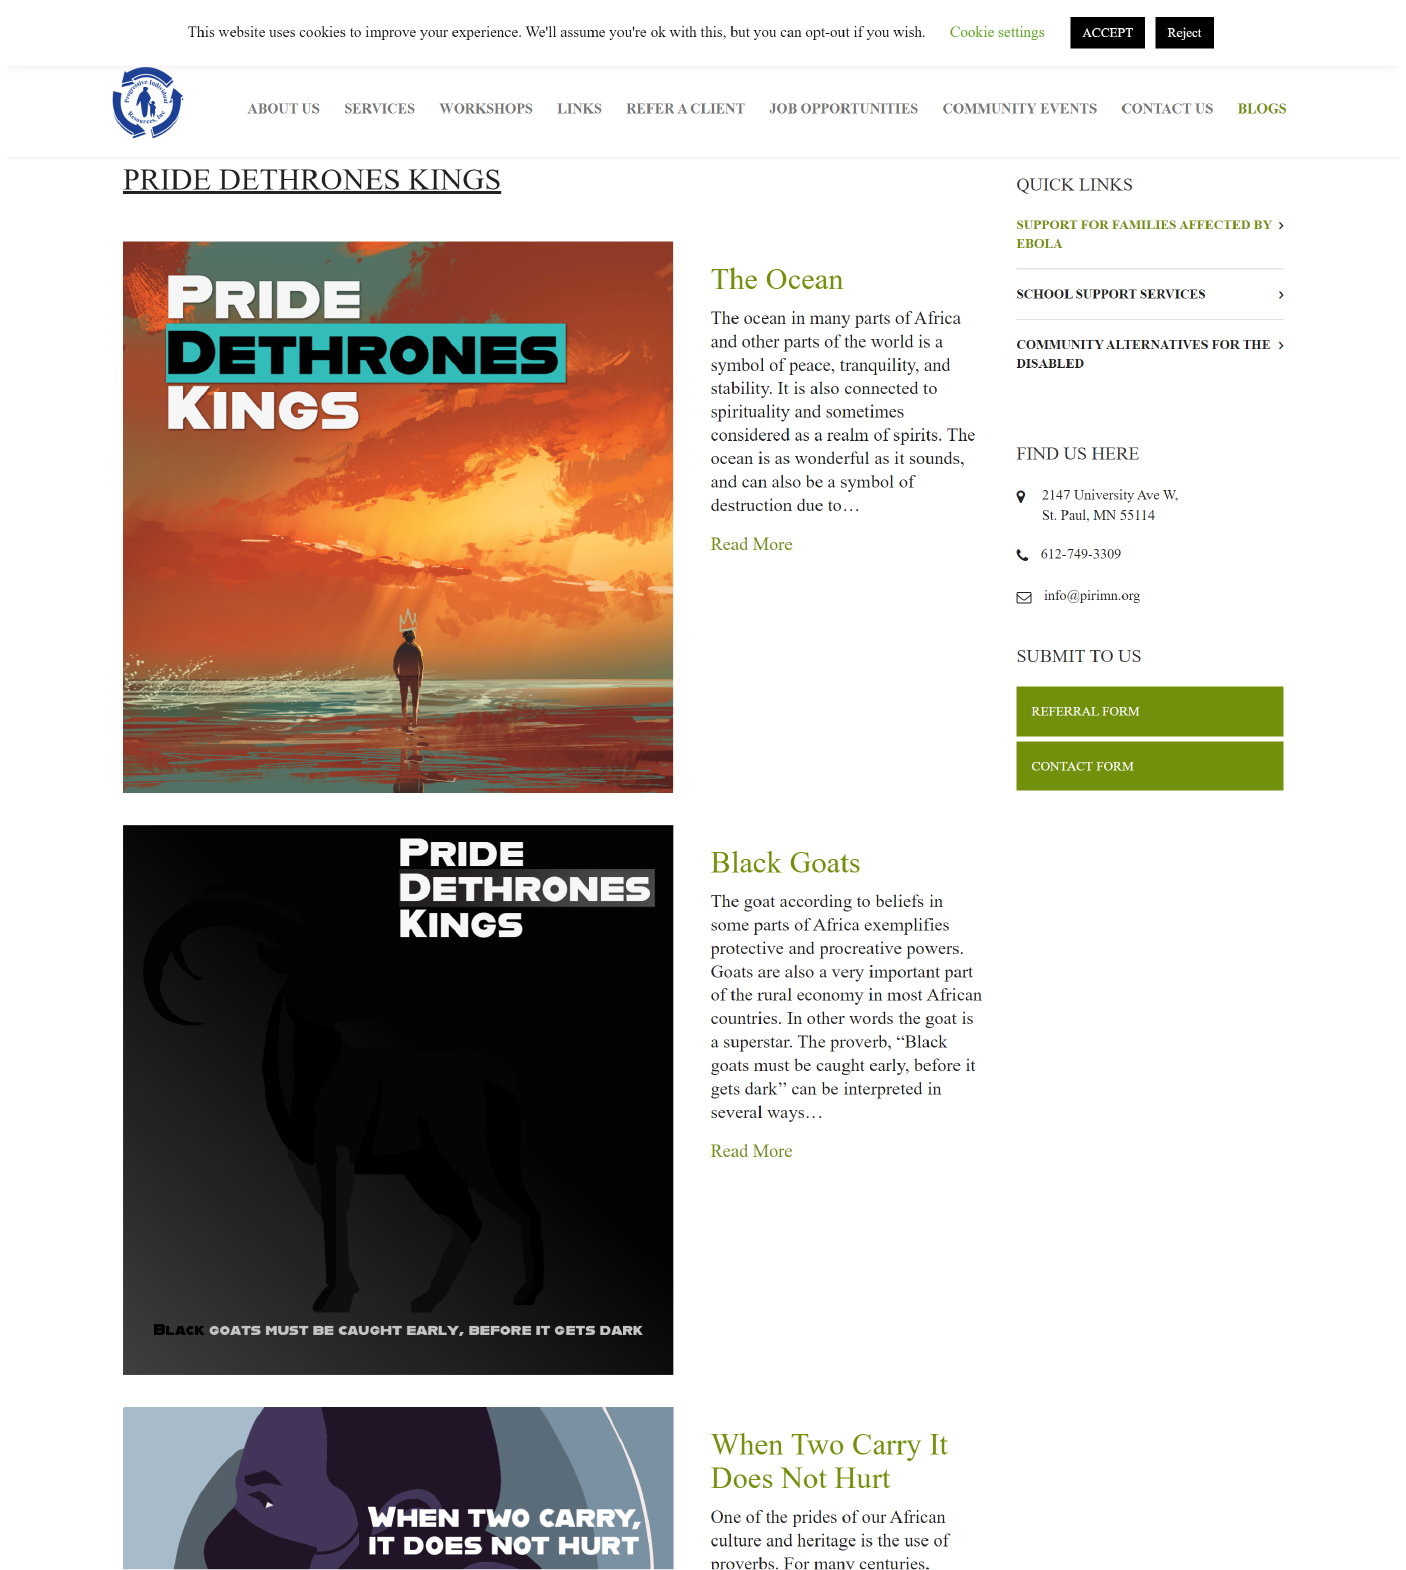 This website uses cookies to improve your experience. We'll assume you're ok with this, but you can opt-out if you wish. Cookie settings ACCEPT Reject
Progressive Individual
Resources, Inc
ABOUT US SERVICES WORKSHOPS LINKS REFER A CLIENT JOB OPPORTUNITIES COMMUNITY EVENTS CONTACT US BLOGS
PRIDE DETHRONES KINGS
PRIDE
DETHRONES
KINGS
The Ocean
The ocean in many parts of Africa
and other parts of the world is a
symbol of peace, tranquility, and
stability. It is also connected to
spirituality and sometimes
considered as a realm of spirits. The
ocean is as wonderful as it sounds,
and can also be a symbol of
destruction due to…
Read More
PRIDE
DETHRONES
KINGS
BLACK GOATS MUST BE CAUGHT EARLY, BEFORE IT GETS DARK
Black Goats
The goat according to beliefs in
some parts of Africa exemplifies
protective and procreative powers.
Goats are also a very important part
of the rural economy in most African
countries. In other words the goat is
a superstar. The proverb, “Black
goats must be caught early, before it
gets dark” can be interpreted in
several ways…
Read More
WHEN TWO CARRY,
IT DOES NOT HURT
When Two Carry It
Does Not Hurt
One of the prides of our African
culture and heritage is the use of
proverbs. For many centuries,
QUICK LINKS
SUPPORT FOR FAMILIES AFFECTED BY
EBOLA
SCHOOL SUPPORT SERVICES
COMMUNITY ALTERNATIVES FOR THE
DISABLED
FIND US HERE
2147 University Ave W,
St. Paul, MN 55114
612-749-3309
info@pirimn.org
SUBMIT TO US
REFERRAL FORM
CONTACT FORM